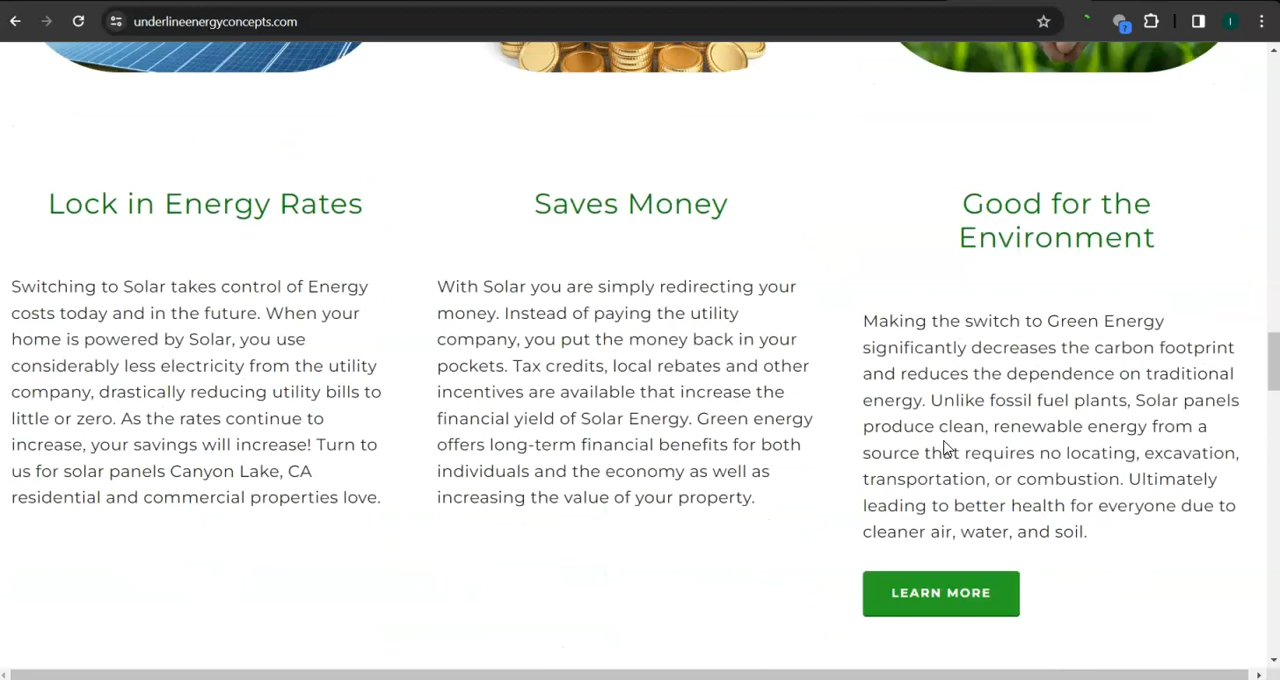 underlineenergyconcepts.com
Lock in Energy Rates
Switching to Solar takes control of Energy
costs today and in the future. When your
home is powered by Solar, you use
considerably less electricity from the utility
company, drastically reducing utility bills to
little or zero. As the rates continue to
increase, your savings will increase! Turn to
us for solar panels Canyon Lake, CA
residential and commercial properties love.
Saves Money
With Solar you are simply redirecting your
money. Instead of paying the utility
company, you put the money back in your
pockets. Tax credits, local rebates and other
incentives are available that increase the
financial yield of Solar Energy. Green energy
offers long-term financial benefits for both
individuals and the economy as well as
increasing the value of your property.
Good for the
Environment
Making the switch to Green Energy
significantly decreases the carbon footprint
and reduces the dependence on traditional
energy. Unlike fossil fuel plants, Solar panels
produce clean, renewable energy from a
source that requires no locating, excavation,
transportation, or combustion. Ultimately
leading to better health for everyone due to
cleaner air, water, and soil.
LEARN MORE